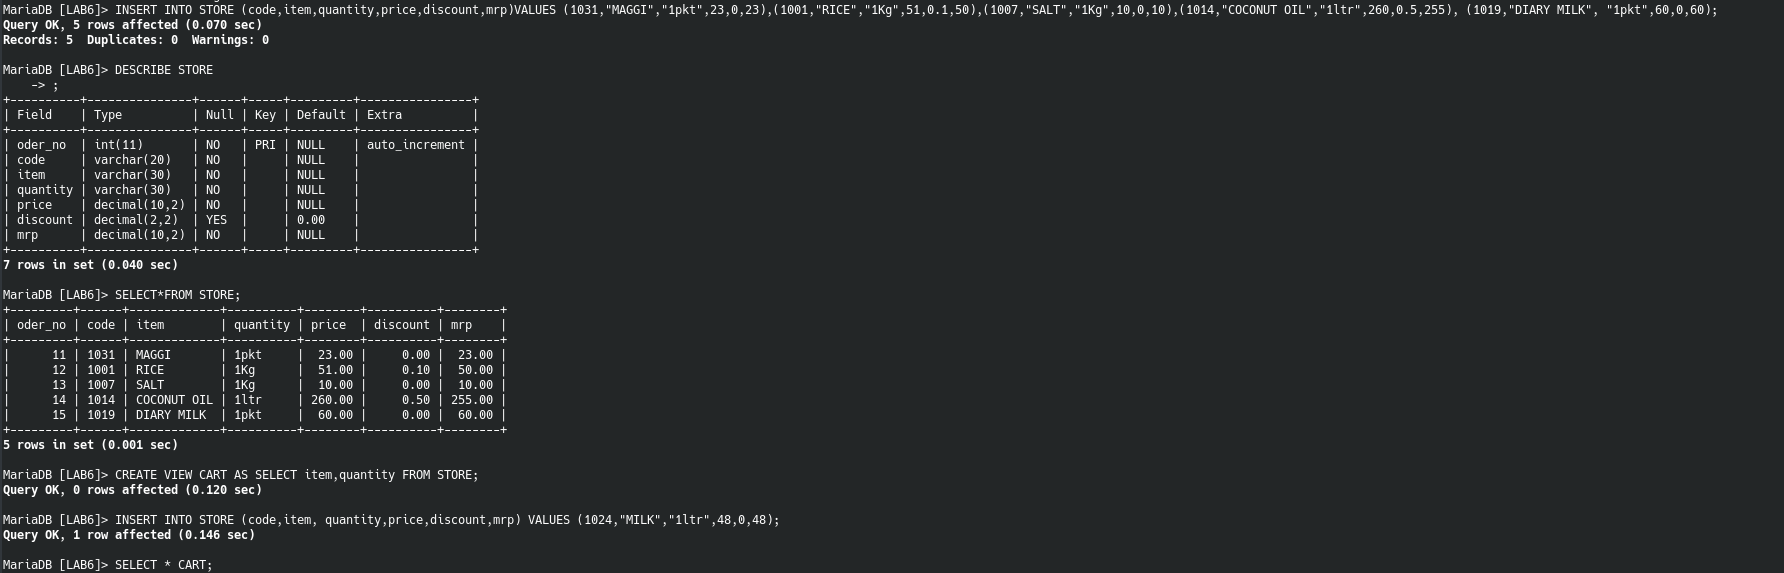 MariaDB [LAB6]> INSERT INTO STORE (code,item,quantity,price,discount,mrp)VALUES (1031,"MAGGI","1pkt",23,0,23),(1001,"RICE","1Kg",51,0.1,50),(1007,"SALT","1Kg",10,0,10),(1014,"COCONUT OIL","1ltr",260,0.5,255), (1019,"DIARY MILK", "1pkt",60,0,60);
Query OK, 5 rows affected (0.070 sec)
Records: 5  Duplicates: 0  Warnings: 0

MariaDB [LAB6]> DESCRIBE STORE
    -> ;
+----------+---------------+------+-----+---------+----------------+
| Field    | Type          | Null | Key | Default | Extra          |
+----------+---------------+------+-----+---------+----------------+
| oder_no  | int(11)       | NO   | PRI | NULL    | auto_increment |
| code     | varchar(20)   | NO   |     | NULL    |                |
| item     | varchar(30)   | NO   |     | NULL    |                |
| quantity | varchar(30)   | NO   |     | NULL    |                |
| price    | decimal(10,2) | NO   |     | NULL    |                |
| discount | decimal(2,2)  | YES  |     | 0.00    |                |
| mrp      | decimal(10,2) | NO   |     | NULL    |                |
+----------+---------------+------+-----+---------+----------------+
7 rows in set (0.040 sec)

MariaDB [LAB6]> SELECT*FROM STORE;
+---------+------+-------------+----------+--------+----------+--------+
| oder_no | code | item        | quantity | price  | discount | mrp    |
+---------+------+-------------+----------+--------+----------+--------+
|      11 | 1031 | MAGGI       | 1pkt     |  23.00 |     0.00 |  23.00 |
|      12 | 1001 | RICE        | 1Kg      |  51.00 |     0.10 |  50.00 |
|      13 | 1007 | SALT        | 1Kg      |  10.00 |     0.00 |  10.00 |
|      14 | 1014 | COCONUT OIL | 1ltr     | 260.00 |     0.50 | 255.00 |
|      15 | 1019 | DIARY MILK  | 1pkt     |  60.00 |     0.00 |  60.00 |
+---------+------+-------------+----------+--------+----------+--------+
5 rows in set (0.001 sec)

MariaDB [LAB6]> CREATE VIEW CART AS SELECT item,quantity FROM STORE;
Query OK, 0 rows affected (0.120 sec)

MariaDB [LAB6]> INSERT INTO STORE (code,item, quantity,price,discount,mrp) VALUES (1024,"MILK","1ltr",48,0,48);
Query OK, 1 row affected (0.146 sec)

MariaDB [LAB6]> SELECT * CART;